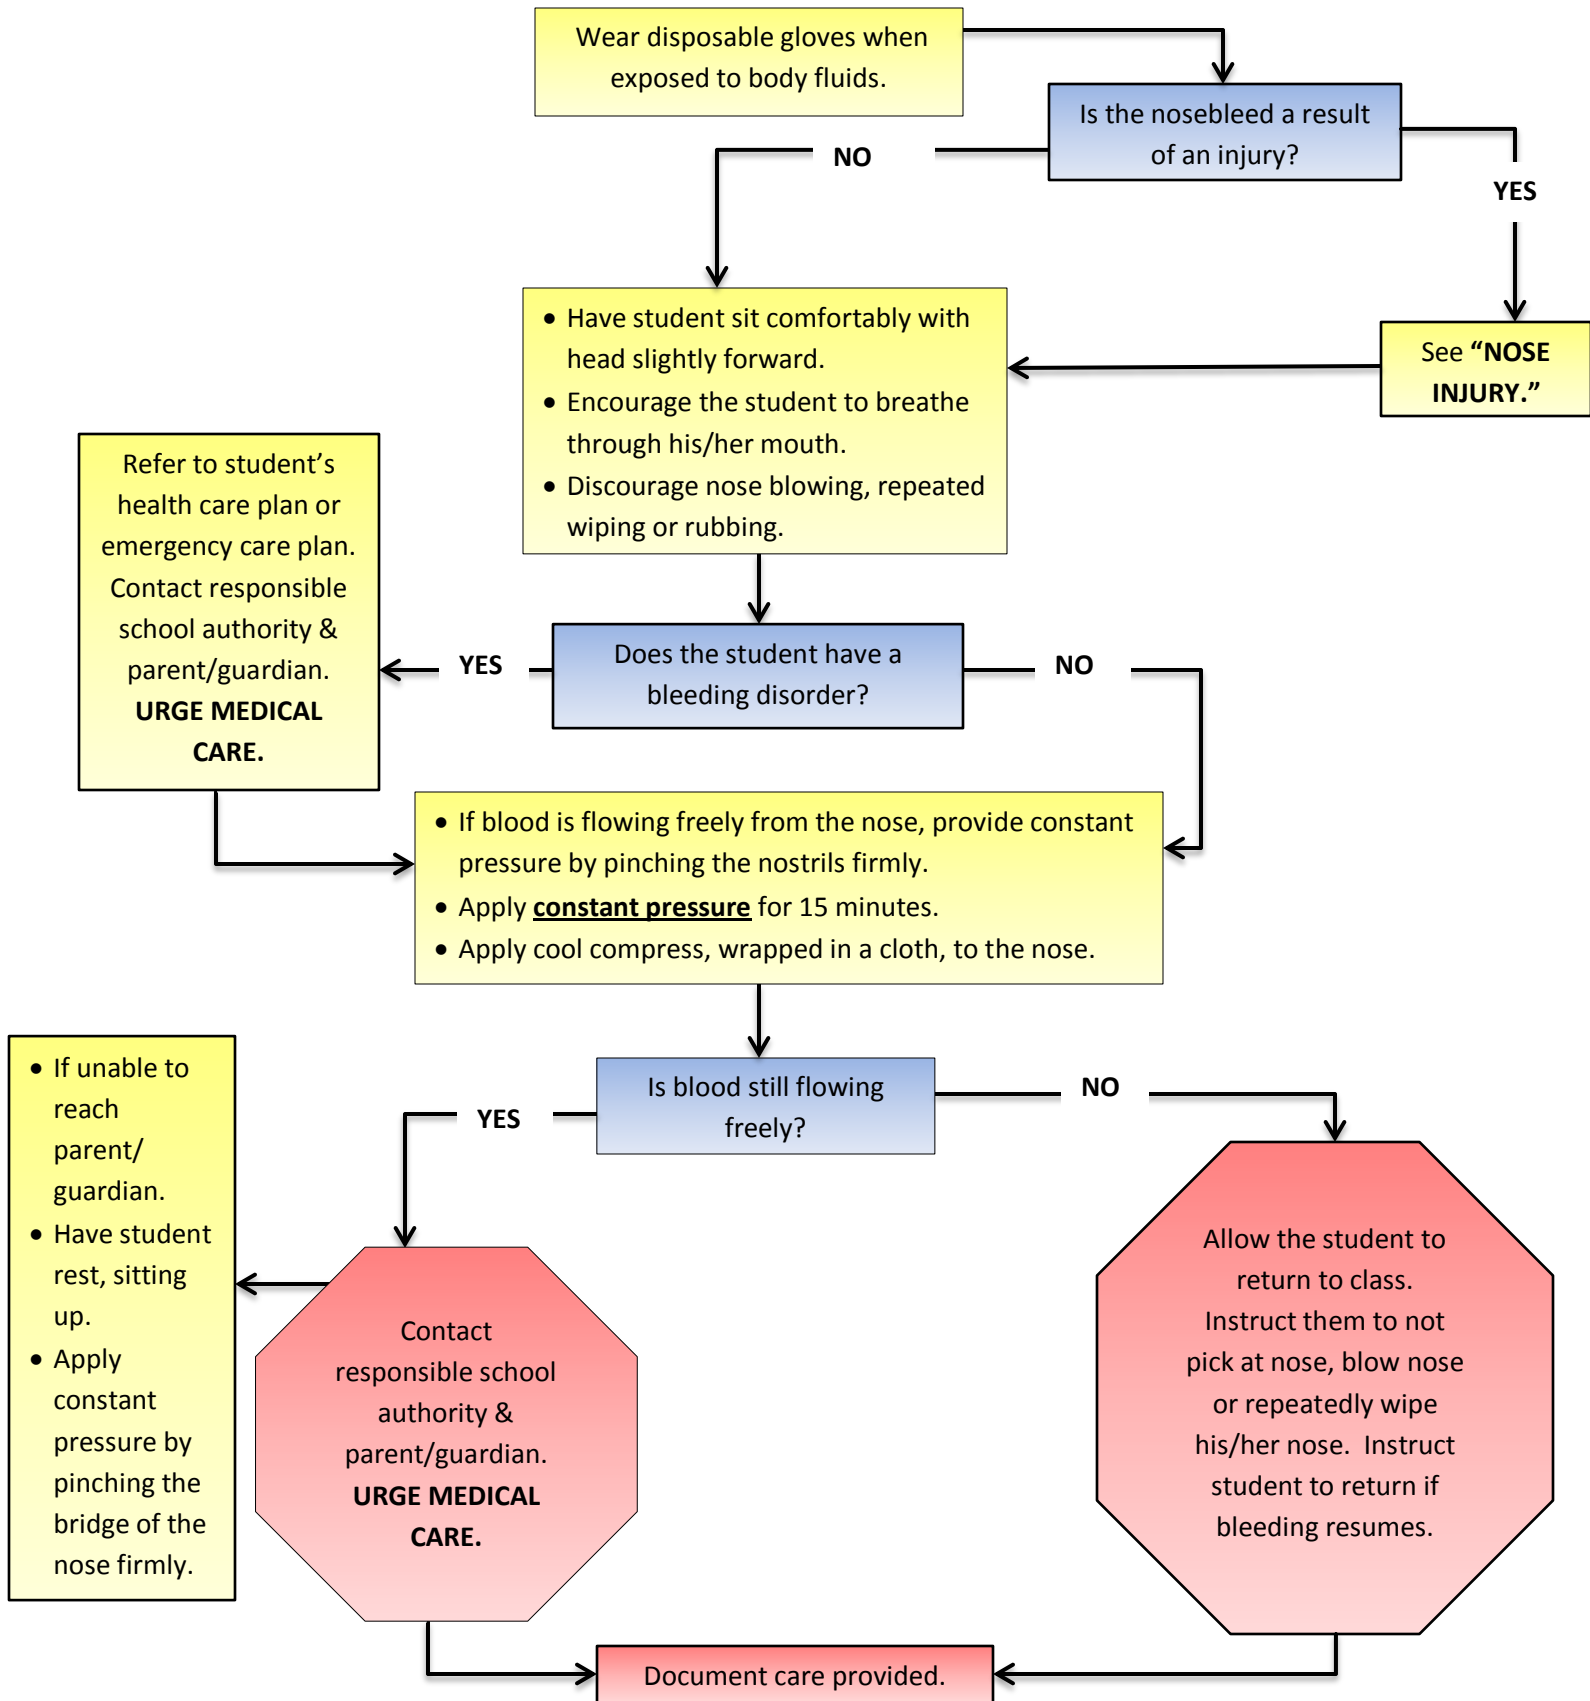 Wear disposable gloves when
exposed to body fluids.
Is the nosebleed a result
of an injury?
NO
YES
• Have student sit comfortably with
head slightly forward.
• Encourage the student to breathe
through his/her mouth.
• Discourage nose blowing, repeated
wiping or rubbing.
See “NOSE
INJURY.”
Refer to student’s
health care plan or
emergency care plan.
Contact responsible
school authority &
parent/guardian.
URGE MEDICAL
CARE.
YES
Does the student have a
bleeding disorder?
NO
• If blood is flowing freely from the nose, provide constant
pressure by pinching the nostrils firmly.
• Apply constant pressure for 15 minutes.
• Apply cool compress, wrapped in a cloth, to the nose.
Is blood still flowing
freely?
YES
NO
• If unable to
reach
parent/
guardian.
• Have student
rest, sitting
up.
• Apply
constant
pressure by
pinching the
bridge of the
nose firmly.
Contact
responsible school
authority &
parent/guardian.
URGE MEDICAL
CARE.
Allow the student to
return to class.
Instruct them to not
pick at nose, blow nose
or repeatedly wipe
his/her nose.  Instruct
student to return if
bleeding resumes.
Document care provided.